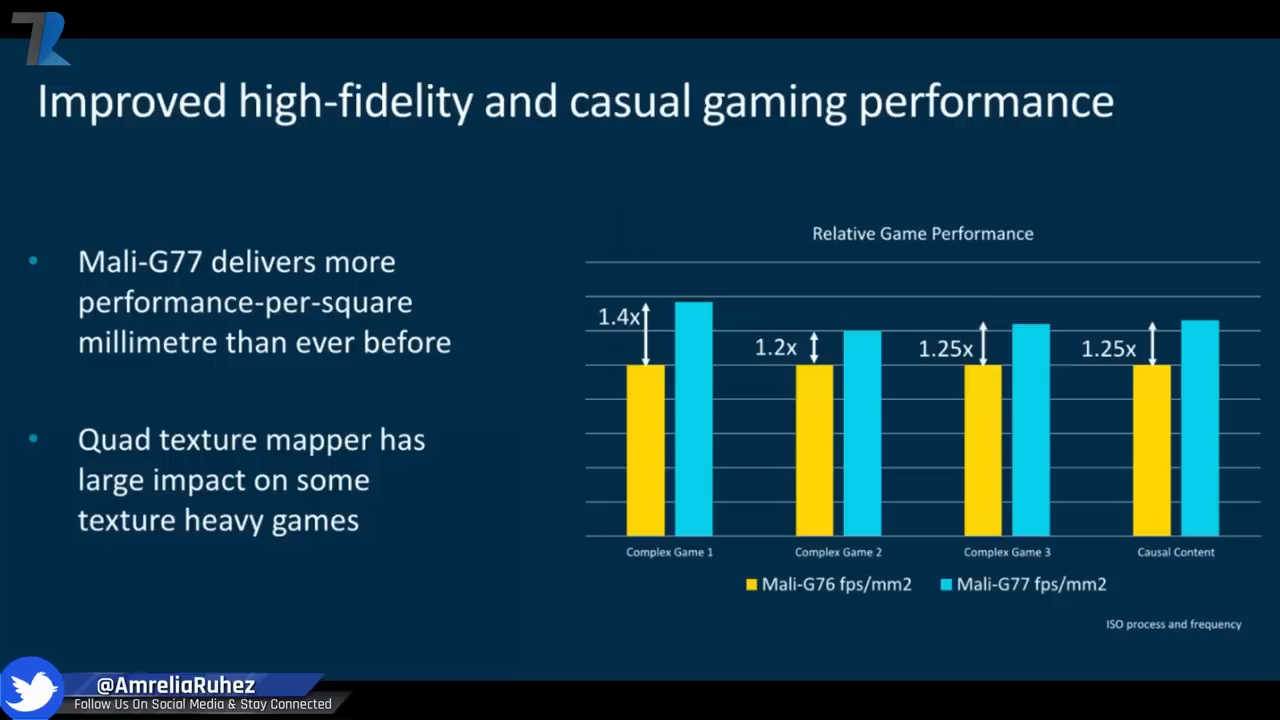 Improved high-fidelity and casual gaming performance
• Mali-G77 delivers more
performance-per-square
millimetre than ever before
• Quad texture mapper has
large impact on some
texture heavy games
Relative Game Performance
1.4x
1.2x
1.25x
1.25x
Complex Game 1
Complex Game 2
Complex Game 3
Causal Content
Mali-G76 fps/mm2
Mali-G77 fps/mm2
ISO process and frequency
@AmreliaRuhez
Follow Us On Social Media & Stay Connected